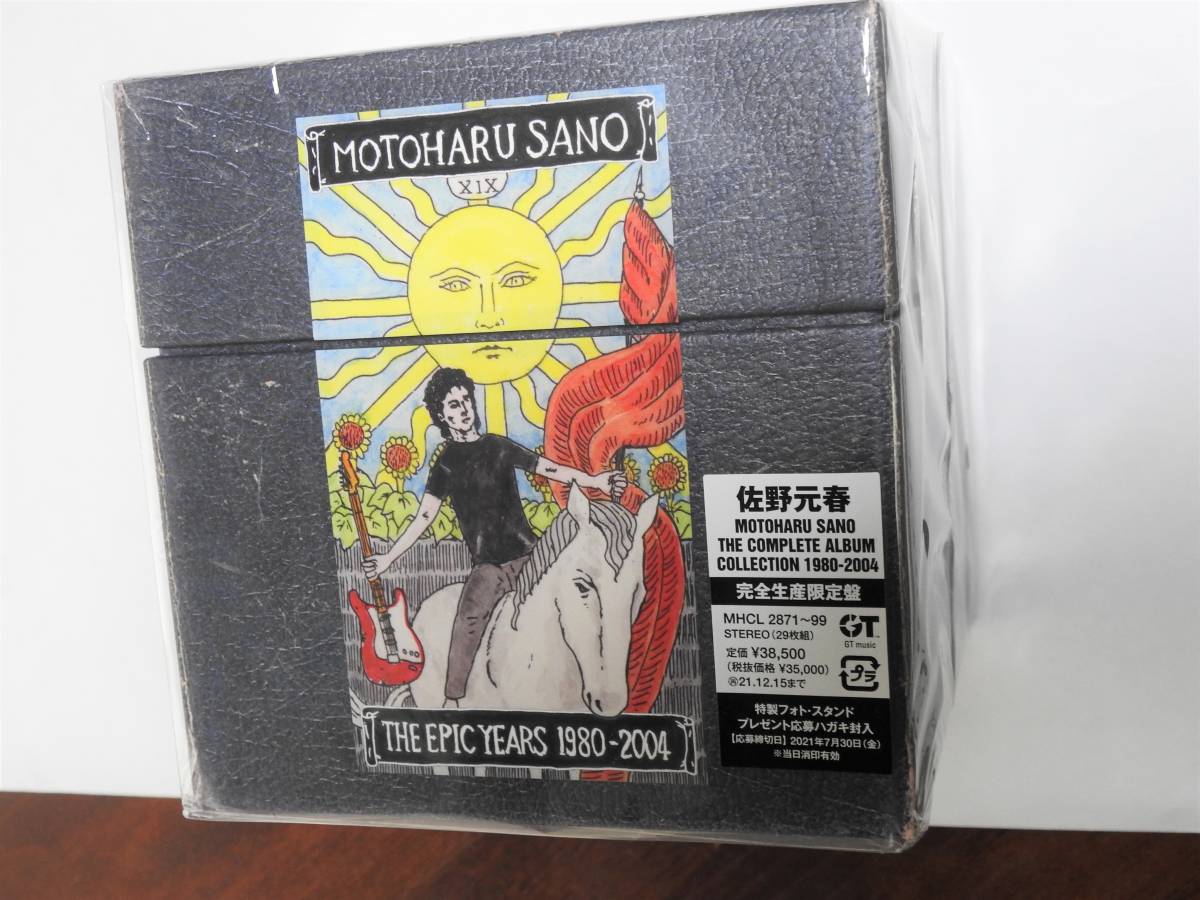 MOTOHARU SANO
XIX
THE EPIC YEARS 1980-2004
佐野元春
MOTOHARU SANO
THE COMPLETE ALBUM
COLLECTION 1980-2004
完全生産限定盤
MHCL 2871〜99
STEREO (29枚組)
定価 ¥38,500
(税抜価格 ¥35,000)
㋮21.12.15まで
GT
GT music
プラ
特製フォト・スタンド
プレゼント応募ハガキ封入
【応募締切日】2021年7月30日(金)
※当日消印有効